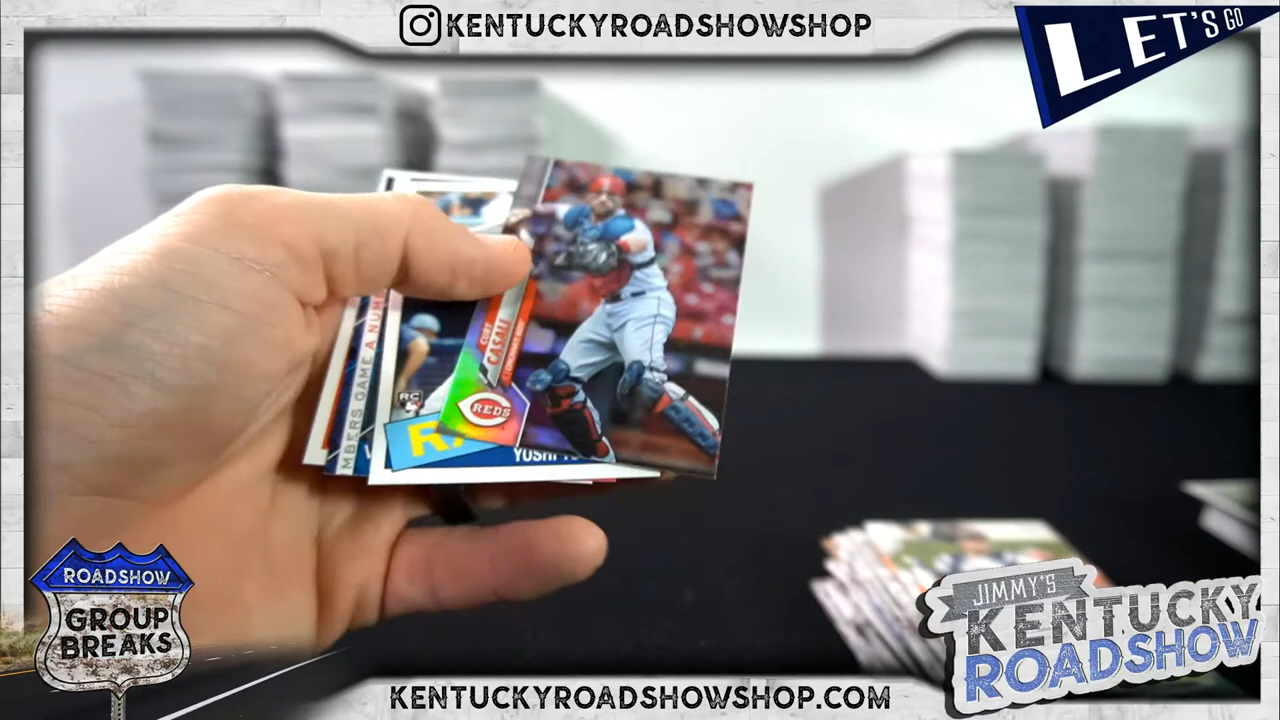 KENTUCKYROADSHOWSHOP
LET'S GO
CURT
CASALI
REDS
MBERS GAME A NUM
RC
RA
YOSHI
ROADSHOW
GROUP
BREAKS
JIMMY'S
KENTUCKY
ROADSHOW
KENTUCKYROADSHOWSHOP.COM